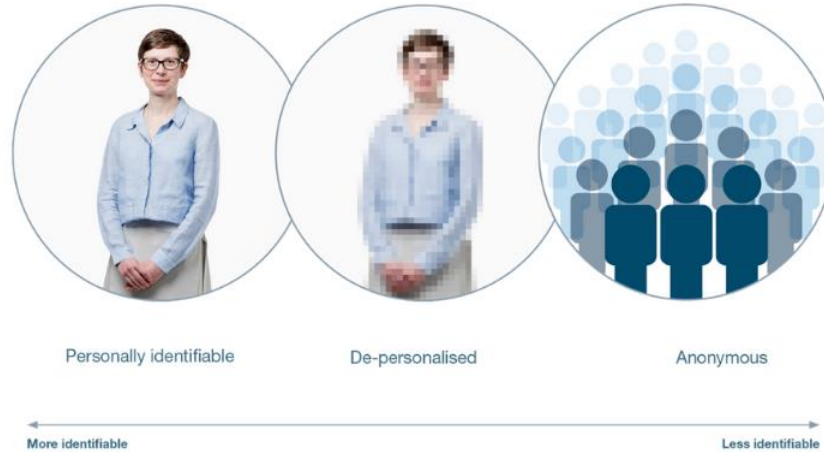 Personally identifiable
De-personalised
Anonymous
More identifiable
Less identifiable